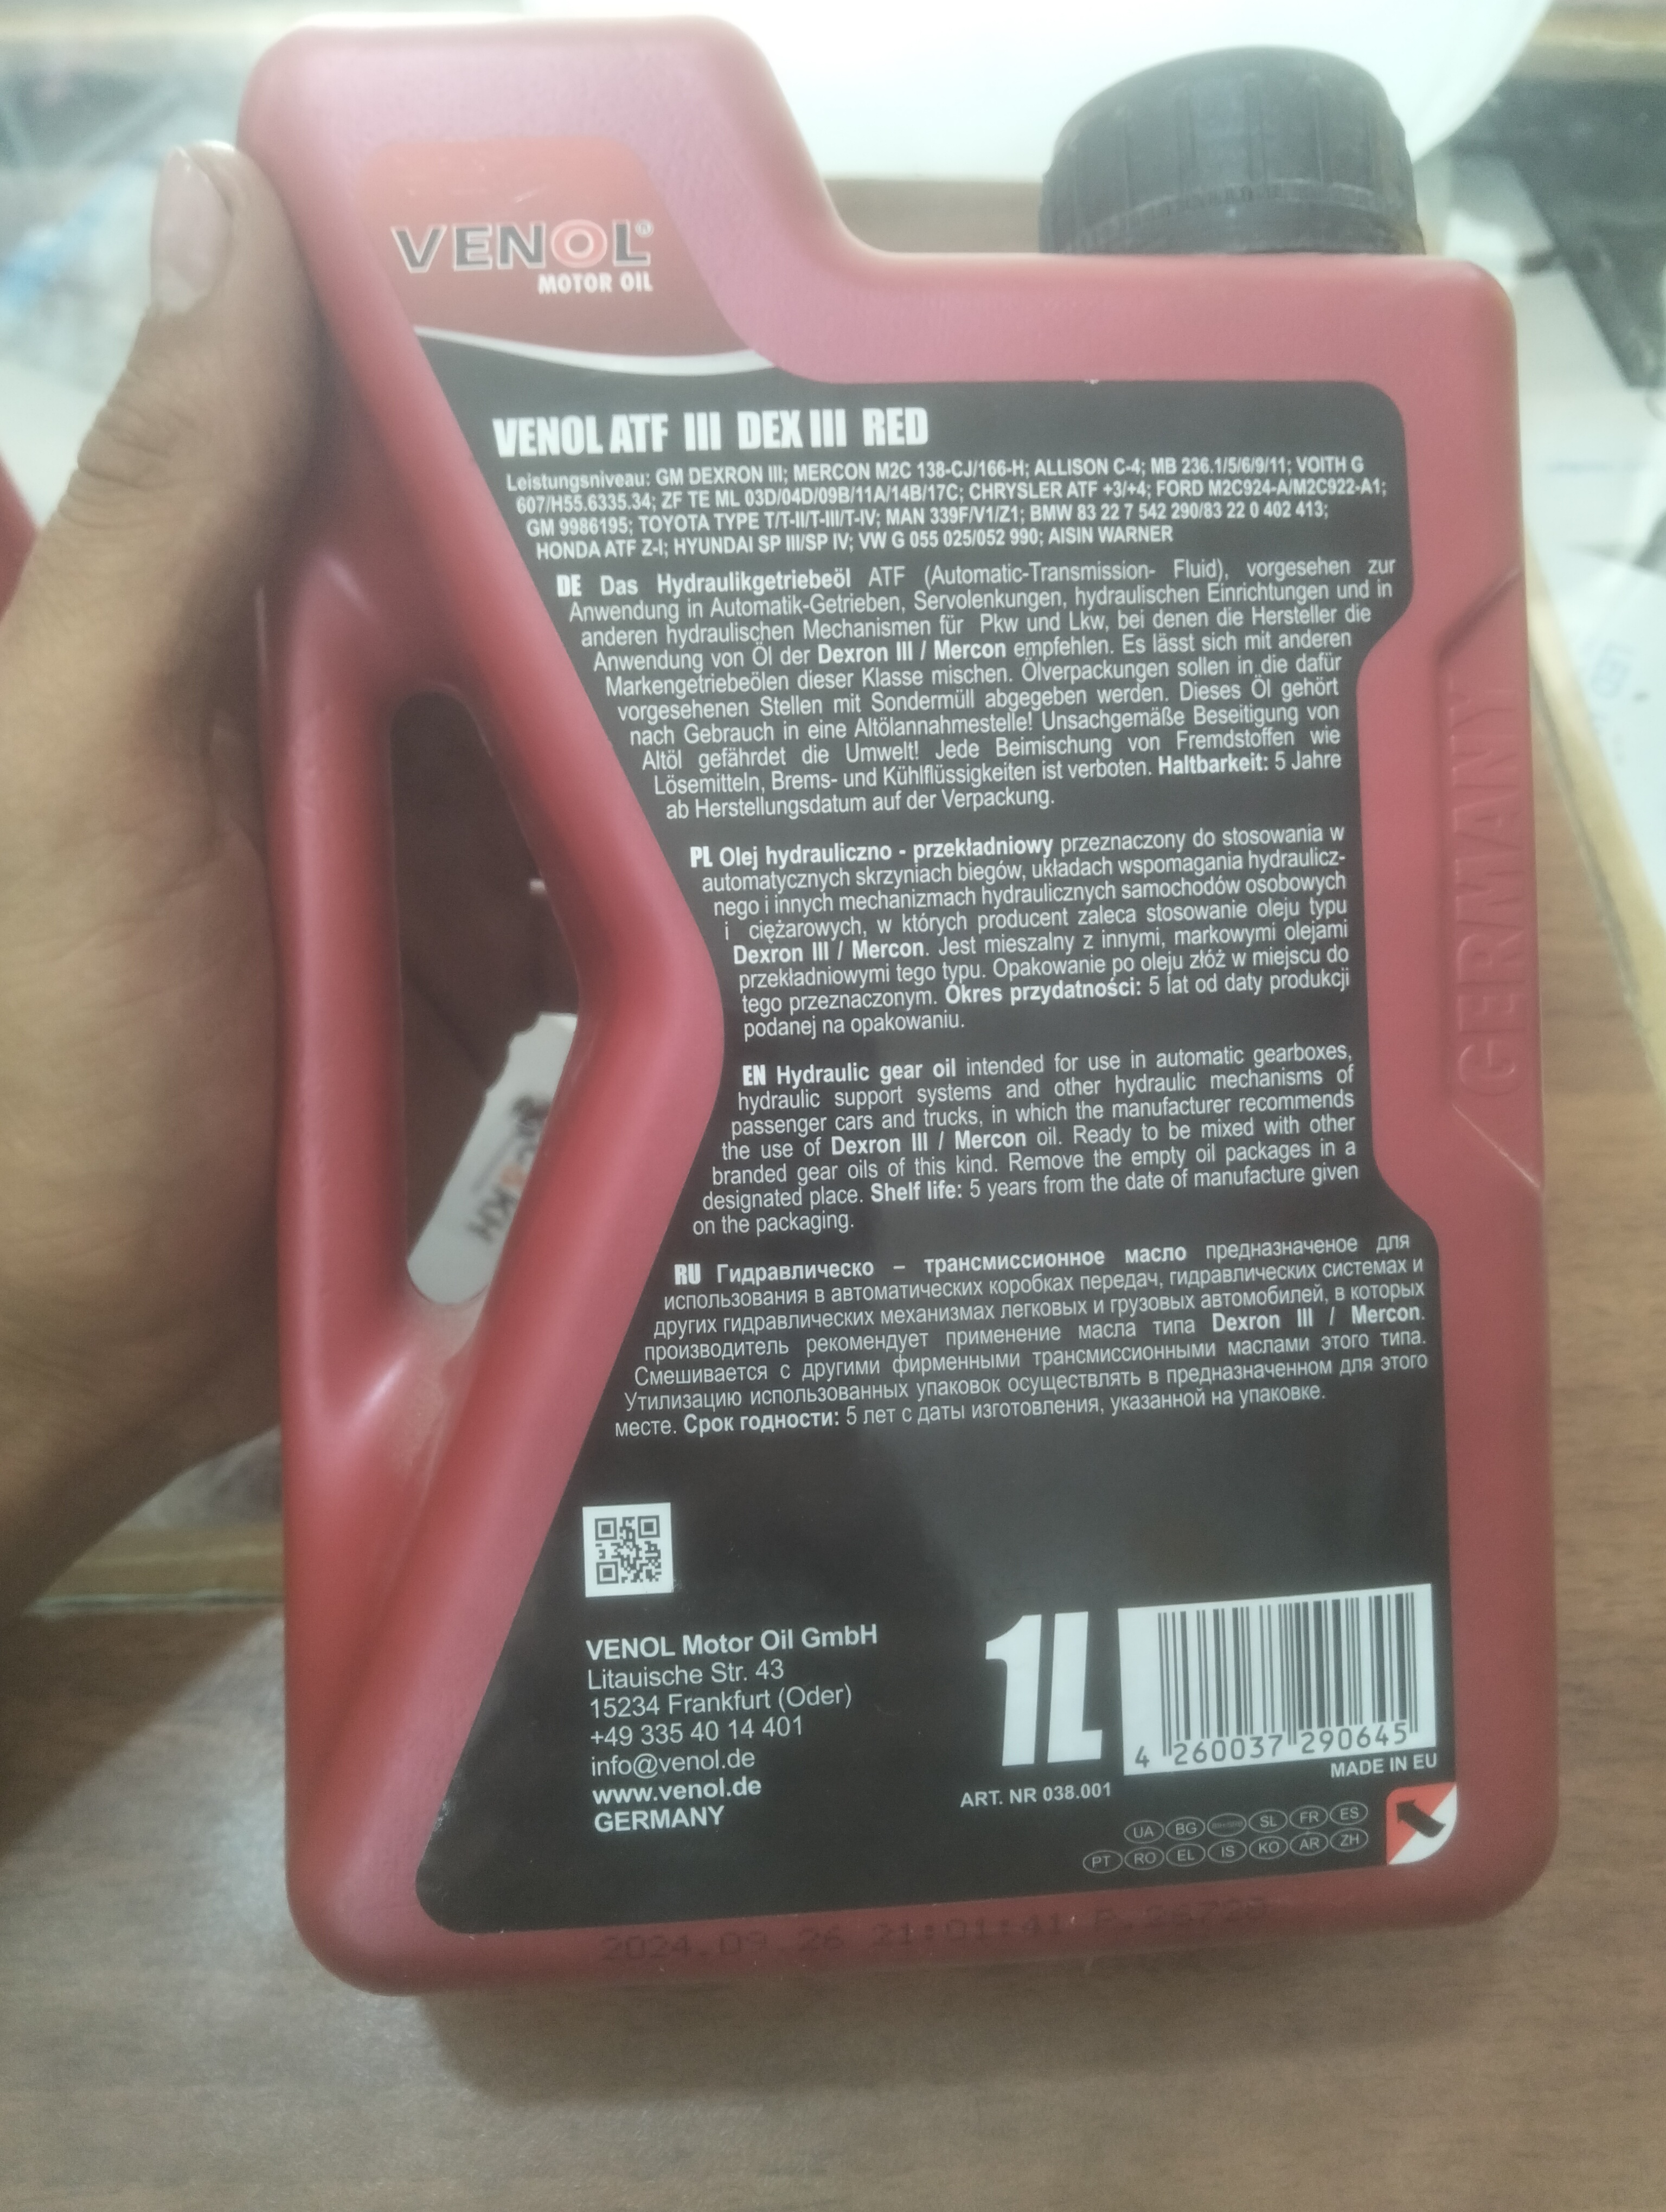 VENOL®
MOTOR OIL
VENOL ATF III DEX III RED
Leistungsniveau: GM DEXRON III; MERCON M2C 138-CJ/166-H; ALLISON C-4; MB 236.1/5/6/9/11; VOITH G
607/H55.6335.34; ZF TE ML 03D/04D/09B/11A/14B/17C; CHRYSLER ATF +3/+4; FORD M2C924-A/M2C922-A1;
GM 9986195; TOYOTA TYPE T/T-II/T-III/T-IV; MAN 339F/V1/Z1; BMW 83 22 7 542 290/83 22 0 402 413;
HONDA ATF Z-I; HYUNDAI SP III/SP IV; VW G 055 025/052 990; AISIN WARNER
DE Das Hydraulikgetriebeöl ATF (Automatic-Transmission- Fluid), vorgesehen zur
Anwendung in Automatik-Getrieben, Servolenkungen, hydraulischen Einrichtungen und in
anderen hydraulischen Mechanismen für Pkw und Lkw, bei denen die Hersteller die
Anwendung von Öl der Dexron III / Mercon empfehlen. Es lässt sich mit anderen
Markengetriebeölen dieser Klasse mischen. Ölverpackungen sollen in die dafür
vorgesehenen Stellen mit Sondermüll abgegeben werden. Dieses Öl gehört
nach Gebrauch in eine Altölannahmestelle! Unsachgemäße Beseitigung von
Altöl gefährdet die Umwelt! Jede Beimischung von Fremdstoffen wie
Lösemitteln, Brems- und Kühlflüssigkeiten ist verboten. Haltbarkeit: 5 Jahre
ab Herstellungsdatum auf der Verpackung.
PL Olej hydrauliczno - przekładniowy przeznaczony do stosowania w
automatycznych skrzyniach biegów, układach wspomagania hydraulicz-
nego i innych mechanizmach hydraulicznych samochodów osobowych
i ciężarowych, w których producent zaleca stosowanie oleju typu
Dexron III / Mercon. Jest mieszalny z innymi, markowymi olejami
przekładniowymi tego typu. Opakowanie po oleju złóż w miejscu do
tego przeznaczonym. Okres przydatności: 5 lat od daty produkcji
podanej na opakowaniu.
EN Hydraulic gear oil intended for use in automatic gearboxes,
hydraulic support systems and other hydraulic mechanisms of
passenger cars and trucks, in which the manufacturer recommends
the use of Dexron III / Mercon oil. Ready to be mixed with other
branded gear oils of this kind. Remove the empty oil packages in a
designated place. Shelf life: 5 years from the date of manufacture given
on the packaging.
RU Гидравлическо – трансмиссионное масло предназначеное для
использования в автоматических коробках передач, гидравлических системах и
других гидравлических механизмах легковых и грузовых автомобилей, в которых
производитель рекомендует применение масла типа Dexron III / Mercon.
Смешивается с другими фирменными трансмиссионными маслами этого типа.
Утилизацию использованных упаковок осуществлять в предназначенном для этого
месте. Срок годности: 5 лет с даты изготовления, указанной на упаковке.
VENOL Motor Oil GmbH
Litauische Str. 43
15234 Frankfurt (Oder)
+49 335 40 14 401
info@venol.de
www.venol.de
GERMANY
1L
ART. NR 038.001
4 260037 290645
MADE IN EU
UA BG SL FR ES
PT RO EL IS KO AR ZH
2024.09 26 21:01:41
GERMANY